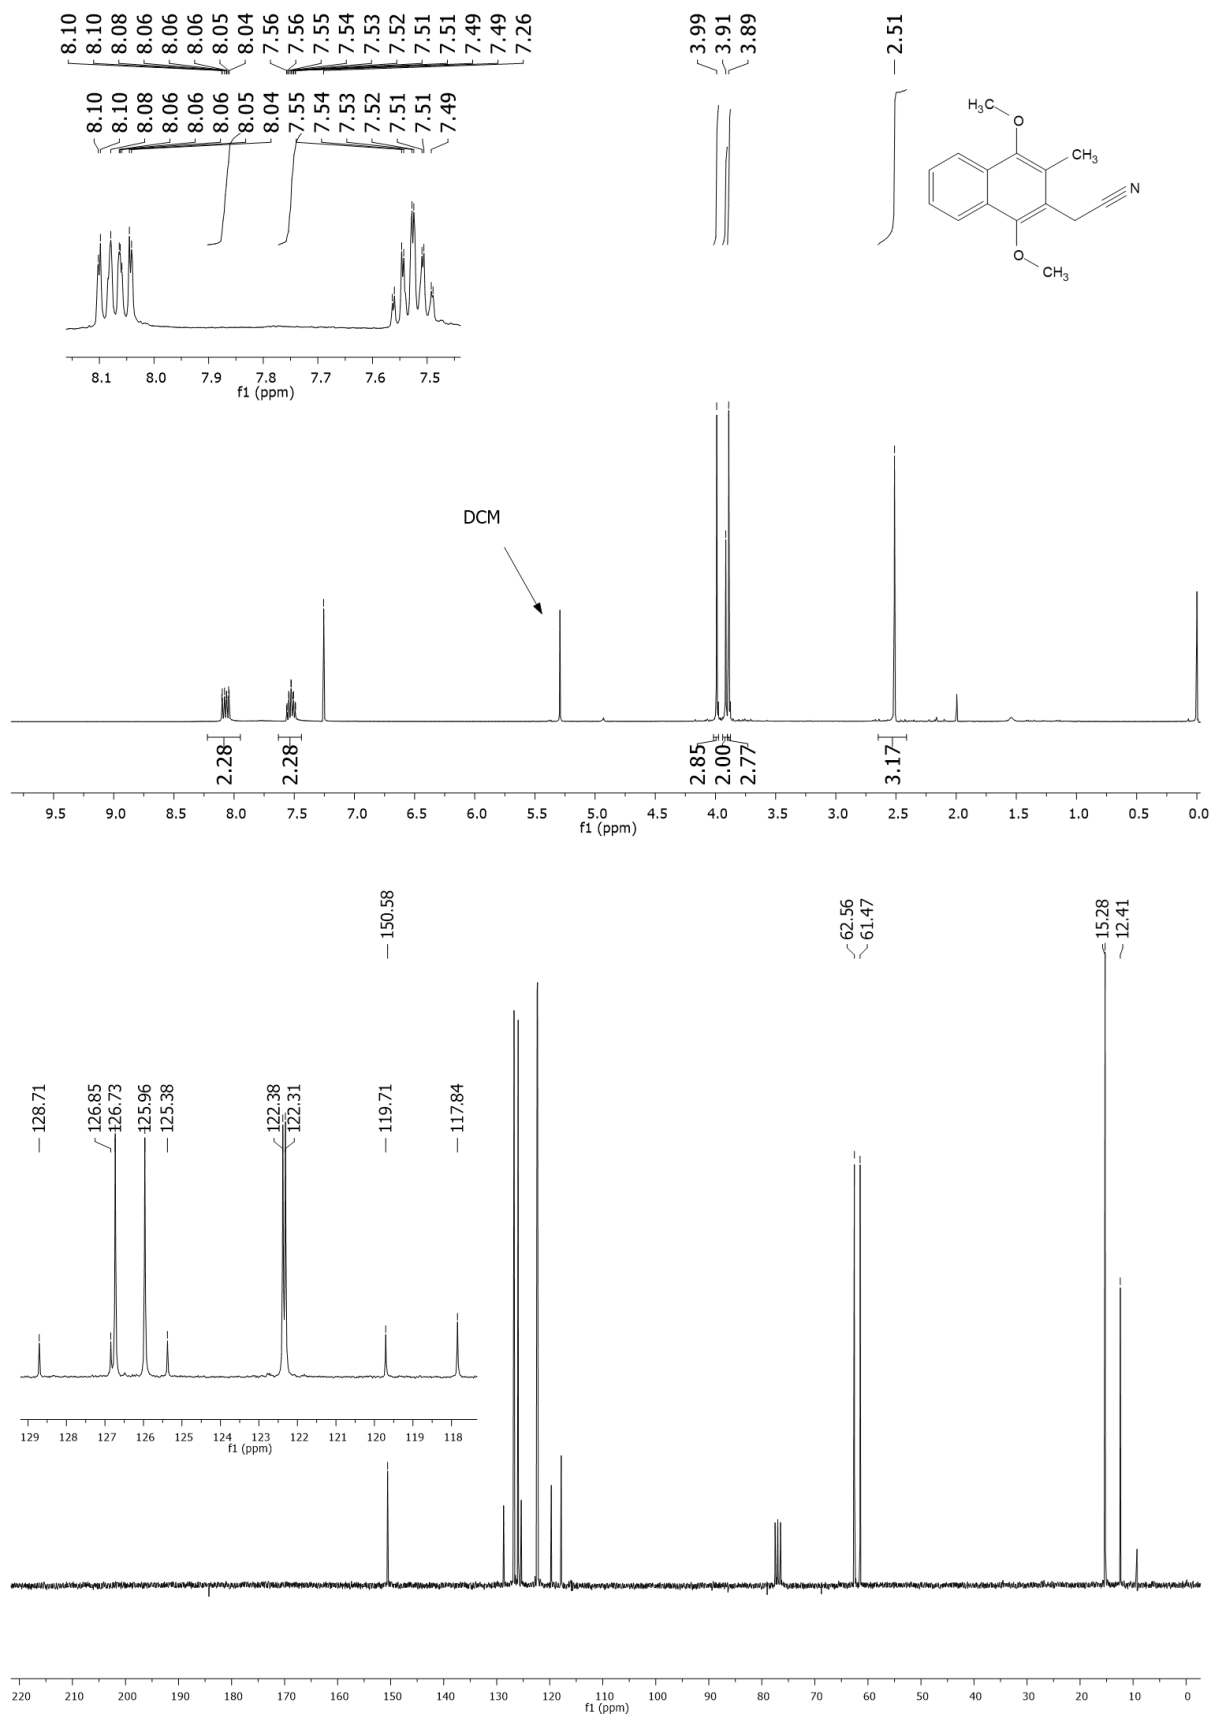 8.10 8.10 8.08 8.06 8.06 8.06 8.05 8.04 7.56 7.56 7.55 7.54 7.53 7.52 7.51 7.51 7.49 7.49 7.26 3.99 3.91 3.89 2.51
8.10 8.10 8.08 8.06 8.06 8.06 8.05 8.04 7.55 7.54 7.53 7.52 7.51 7.51 7.49
H₃C
O
CH₃
N
O
CH₃
8.1 8.0 7.9 7.8 7.7 7.6 7.5
f1 (ppm)
DCM
2.28 2.28 2.85 2.00 2.77 3.17
9.5 9.0 8.5 8.0 7.5 7.0 6.5 6.0 5.5 5.0 4.5 4.0 3.5 3.0 2.5 2.0 1.5 1.0 0.5 0.0
f1 (ppm)
150.58 62.56 61.47 15.28 12.41
128.71 126.85 126.73 125.96 125.38 122.38 122.31 119.71 117.84
129 128 127 126 125 124 123 122 121 120 119 118
f1 (ppm)
220 210 200 190 180 170 160 150 140 130 120 110 100 90 80 70 60 50 40 30 20 10 0
f1 (ppm)